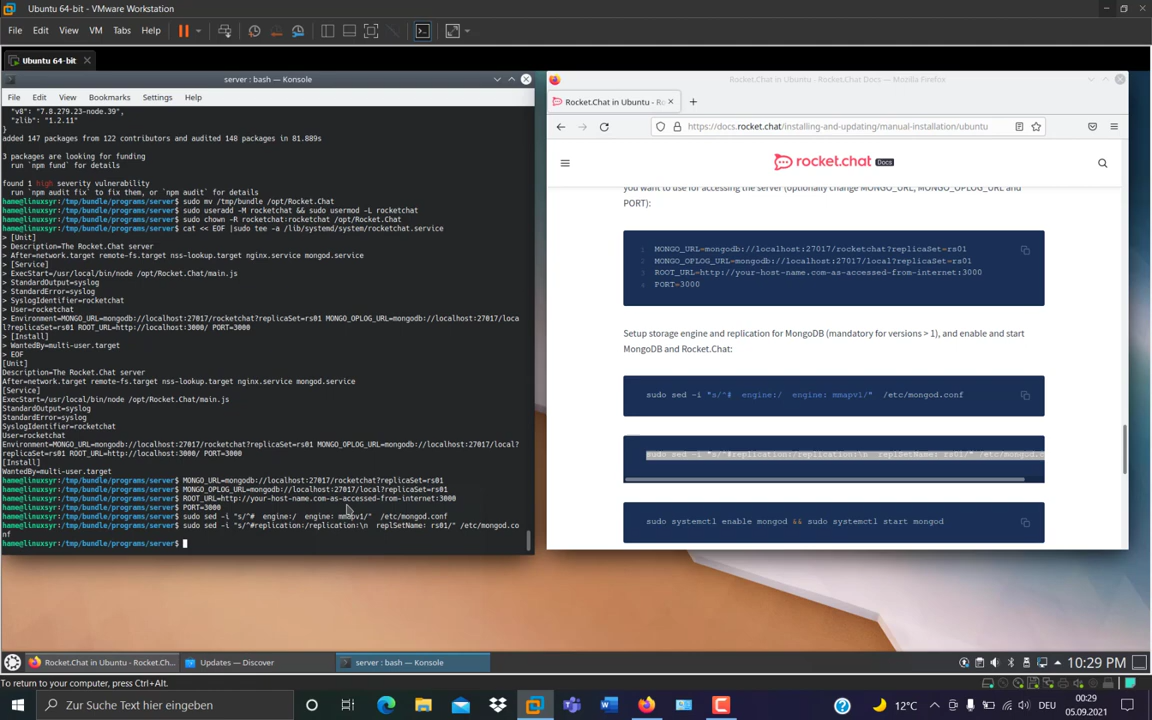 Ubuntu 64-bit - VMware Workstation
File Edit View VM Tabs Help
Ubuntu 64-bit
server : bash — Konsole
File Edit View Bookmarks Settings Help
"v8": "7.8.279.23-node.39",
"zlib": "1.2.11"
}
added 147 packages from 122 contributors and audited 148 packages in 81.889s
3 packages are looking for funding
run `npm fund` for details
found 1 high severity vulnerability
run `npm audit fix` to fix them, or `npm audit` for details
hame@linuxsyr:/tmp/bundle/programs/server$ sudo mv /tmp/bundle /opt/Rocket.Chat
hame@linuxsyr:/tmp/bundle/programs/server$ sudo useradd -M rocketchat && sudo usermod -L rocketchat
hame@linuxsyr:/tmp/bundle/programs/server$ sudo chown -R rocketchat:rocketchat /opt/Rocket.Chat
hame@linuxsyr:/tmp/bundle/programs/server$ cat << EOF |sudo tee -a /lib/systemd/system/rocketchat.service
> [Unit]
> Description=The Rocket.Chat server
> After=network.target remote-fs.target nss-lookup.target nginx.service mongod.service
> [Service]
> ExecStart=/usr/local/bin/node /opt/Rocket.Chat/main.js
> StandardOutput=syslog
> StandardError=syslog
> SyslogIdentifier=rocketchat
> User=rocketchat
> Environment=MONGO_URL=mongodb://localhost:27017/rocketchat?replicaSet=rs01 MONGO_OPLOG_URL=mongodb://localhost:27017/loca
l?replicaSet=rs01 ROOT_URL=http://localhost:3000/ PORT=3000
> [Install]
> WantedBy=multi-user.target
> EOF
[Unit]
Description=The Rocket.Chat server
After=network.target remote-fs.target nss-lookup.target nginx.service mongod.service
[Service]
ExecStart=/usr/local/bin/node /opt/Rocket.Chat/main.js
StandardOutput=syslog
StandardError=syslog
SyslogIdentifier=rocketchat
User=rocketchat
Environment=MONGO_URL=mongodb://localhost:27017/rocketchat?replicaSet=rs01 MONGO_OPLOG_URL=mongodb://localhost:27017/local?
replicaSet=rs01 ROOT_URL=http://localhost:3000/ PORT=3000
[Install]
WantedBy=multi-user.target
hame@linuxsyr:/tmp/bundle/programs/server$ MONGO_URL=mongodb://localhost:27017/rocketchat?replicaSet=rs01
hame@linuxsyr:/tmp/bundle/programs/server$ MONGO_OPLOG_URL=mongodb://localhost:27017/local?replicaSet=rs01
hame@linuxsyr:/tmp/bundle/programs/server$ ROOT_URL=http://your-host-name.com-as-accessed-from-internet:3000
hame@linuxsyr:/tmp/bundle/programs/server$ PORT=3000
hame@linuxsyr:/tmp/bundle/programs/server$ sudo sed -i "s/^#  engine:/  engine: mmapv1/"  /etc/mongod.conf
hame@linuxsyr:/tmp/bundle/programs/server$ sudo sed -i "s/^#replication:/replication:\n  replSetName: rs01/" /etc/mongod.co
nf
hame@linuxsyr:/tmp/bundle/programs/server$
Rocket.Chat in Ubuntu - Rocket.Chat Docs — Mozilla Firefox
Rocket.Chat in Ubuntu - Ro
https://docs.rocket.chat/installing-and-updating/manual-installation/ubuntu
rocket.chat Docs
you want to use for accessing the server (optionally change MONGO_URL, MONGO_OPLOG_URL and
PORT):
1 MONGO_URL=mongodb://localhost:27017/rocketchat?replicaSet=rs01
2 MONGO_OPLOG_URL=mongodb://localhost:27017/local?replicaSet=rs01
3 ROOT_URL=http://your-host-name.com-as-accessed-from-internet:3000
4 PORT=3000
Setup storage engine and replication for MongoDB (mandatory for versions > 1), and enable and start
MongoDB and Rocket.Chat:
sudo sed -i "s/^#  engine:/  engine: mmapv1/"  /etc/mongod.conf
sudo sed -i "s/^#replication:/replication:\n  replSetName: rs01/" /etc/mongod.c
sudo systemctl enable mongod && sudo systemctl start mongod
Rocket.Chat in Ubuntu - Rocket.Ch...
Updates — Discover
server : bash — Konsole
10:29 PM
To return to your computer, press Ctrl+Alt.
Zur Suche Text hier eingeben
12°C
DEU
00:29
05.09.2021